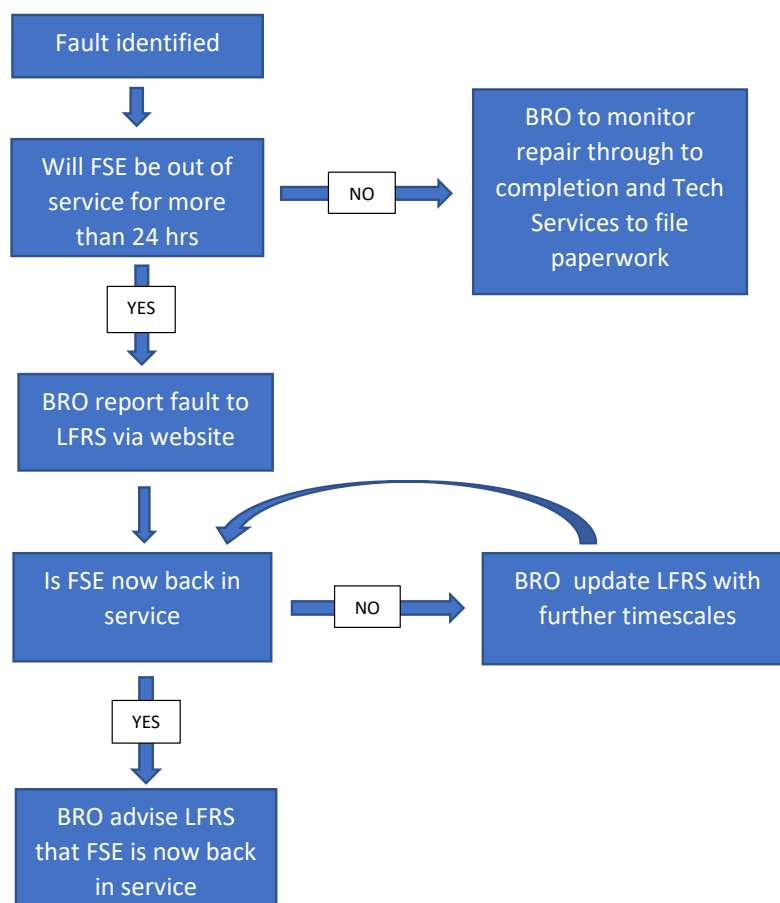 Fault identified
Will FSE be out of
service for more
than 24 hrs
NO
BRO to monitor
repair through to
completion and Tech
Services to file
paperwork
YES
BRO report fault to
LFRS via website
Is FSE now back in
service
NO
BRO  update LFRS with
further timescales
YES
BRO advise LFRS
that FSE is now back
in service